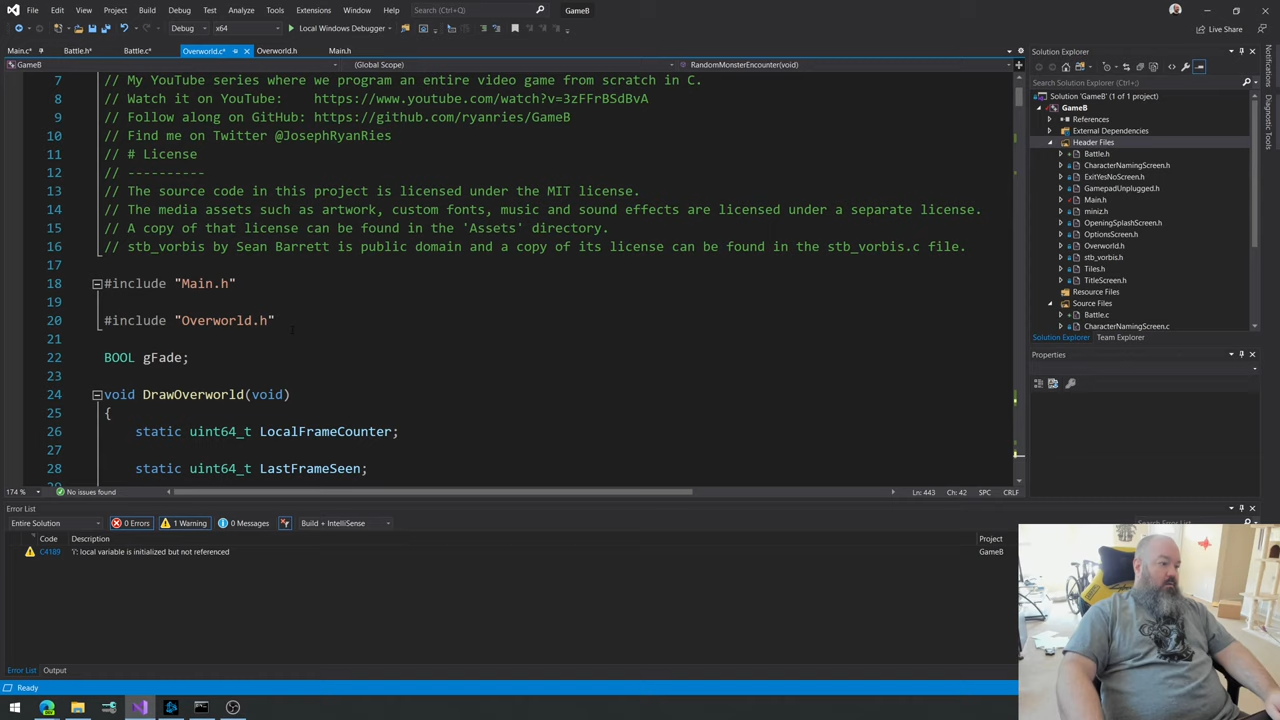 File Edit View Git Project Build Debug Test Analyze Tools Extensions Window Help Search (Ctrl+Q) GameB
Debug x64 Local Windows Debugger Live Share
Main.c* Battle.h* Battle.c* Overworld.c* Overworld.h Main.h
GameB (Global Scope) RandomMonsterEncounter(void)
7 // My YouTube series where we program an entire video game from scratch in C.
8 // Watch it on YouTube: https://www.youtube.com/watch?v=3zFFrBSdBvA
9 // Follow along on GitHub: https://github.com/ryanries/GameB
10 // Find me on Twitter @JosephRyanRies
11 // # License
12 // ----------
13 // The source code in this project is licensed under the MIT license.
14 // The media assets such as artwork, custom fonts, music and sound effects are licensed under a separate license.
15 // A copy of that license can be found in the 'Assets' directory.
16 // stb_vorbis by Sean Barrett is public domain and a copy of its license can be found in the stb_vorbis.c file.
17
18 #include "Main.h"
19
20 #include "Overworld.h"
21
22 BOOL gFade;
23
24 void DrawOverworld(void)
25 {
26 static uint64_t LocalFrameCounter;
27
28 static uint64_t LastFrameSeen;
174 % No issues found Ln: 443 Ch: 42 SPC CRLF
Error List
Entire Solution 0 Errors 1 Warning 0 Messages Build + IntelliSense
Code Description Project
C4189 'i': local variable is initialized but not referenced GameB
Error List Output
Ready
Solution Explorer
Search Solution Explorer (Ctrl+;)
Solution 'GameB' (1 of 1 project)
GameB
References
External Dependencies
Header Files
Battle.h
CharacterNamingScreen.h
ExitYesNoScreen.h
GamepadUnplugged.h
Main.h
miniz.h
OpeningSplashScreen.h
OptionsScreen.h
Overworld.h
stb_vorbis.h
Tiles.h
TitleScreen.h
Resource Files
Source Files
Battle.c
CharacterNamingScreen.c
Solution Explorer Team Explorer
Properties
Diagnostic Tools